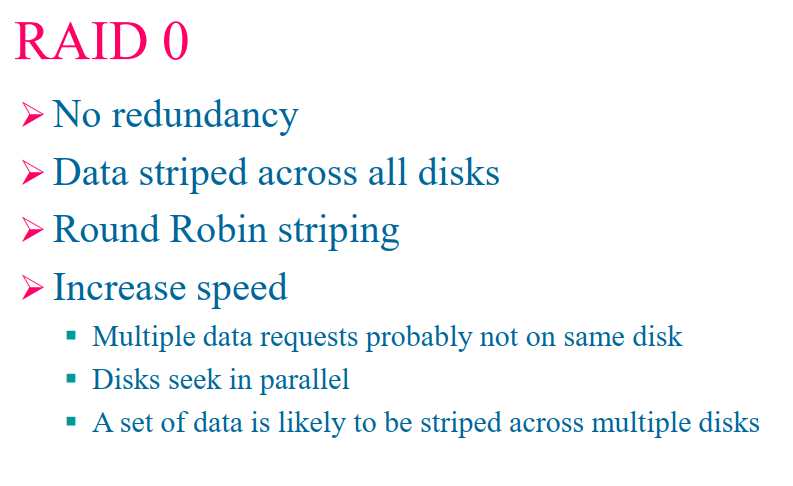 RAID 0
No redundancy
Data striped across all disks
Round Robin striping
Increase speed
Multiple data requests probably not on same disk
Disks seek in parallel
A set of data is likely to be striped across multiple disks